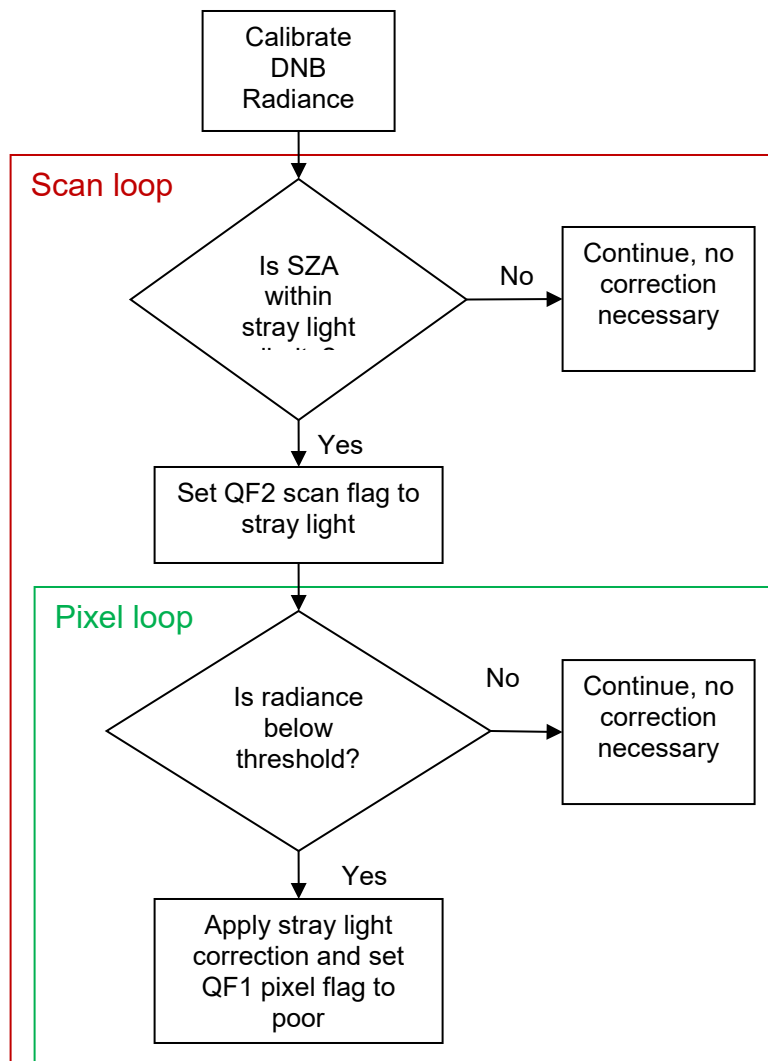 Calibrate
DNB
Radiance
Scan loop
Is SZA
within
stray light
No
Continue, no
correction
necessary
Yes
Set QF2 scan flag to
stray light
Pixel loop
Is radiance
below
threshold?
No
Continue, no
correction
necessary
Yes
Apply stray light
correction and set
QF1 pixel flag to
poor